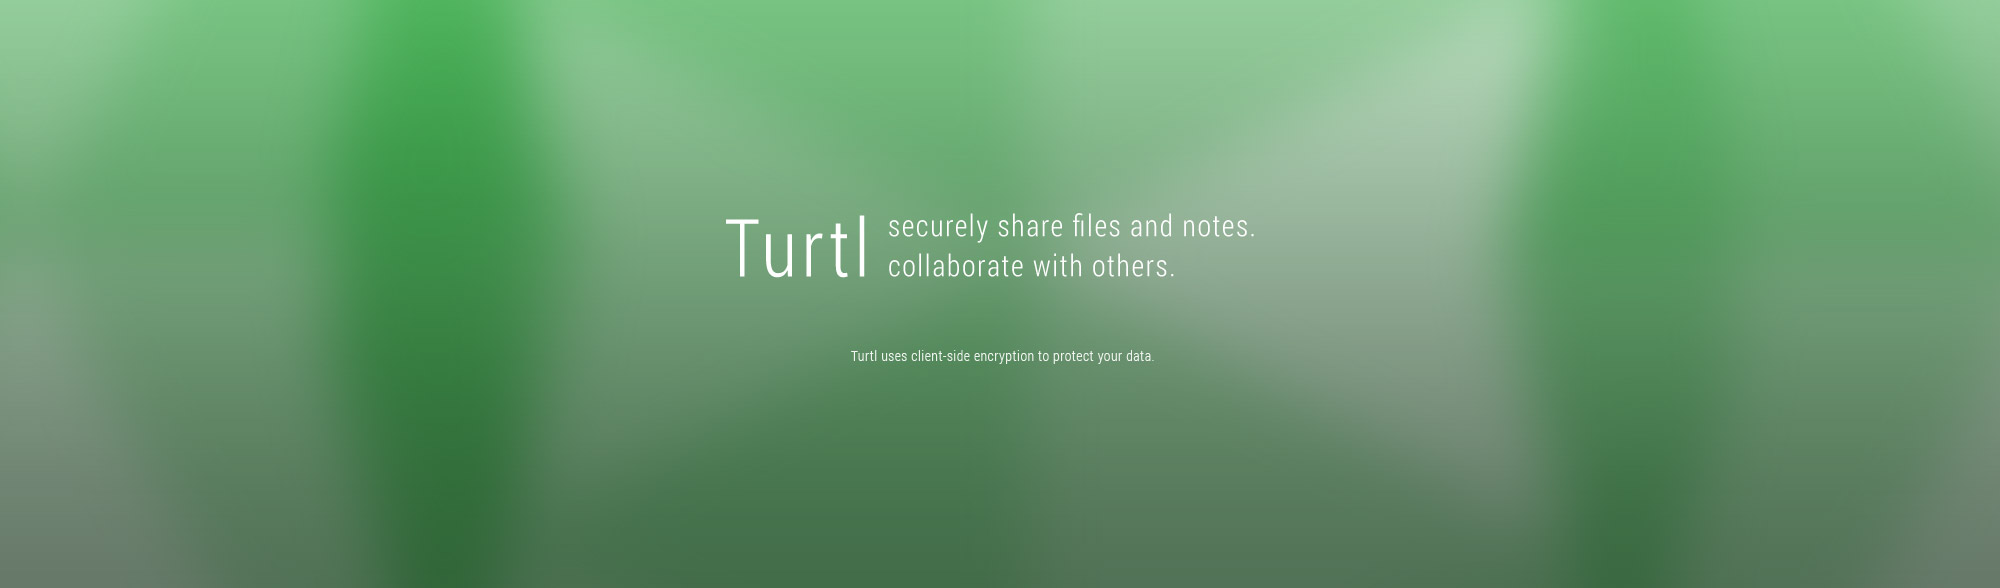 Turtl
securely share files and notes.
collaborate with others.
Turtl uses client-side encryption to protect your data.